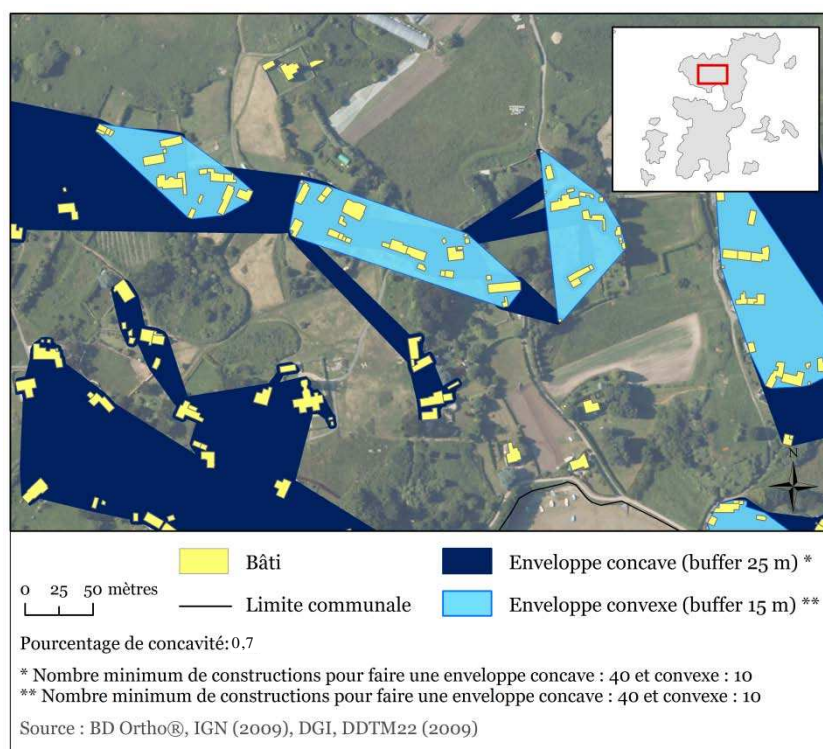 N
Bâti
Enveloppe concave (buffer 25 m) *
0 25 50 mètres
Limite communale
Enveloppe convexe (buffer 15 m) **
Pourcentage de concavité: 0,7
* Nombre minimum de constructions pour faire une enveloppe concave : 40 et convexe : 10
** Nombre minimum de constructions pour faire une enveloppe concave : 40 et convexe : 10
Source : BD Ortho®, IGN (2009), DGI, DDTM22 (2009)